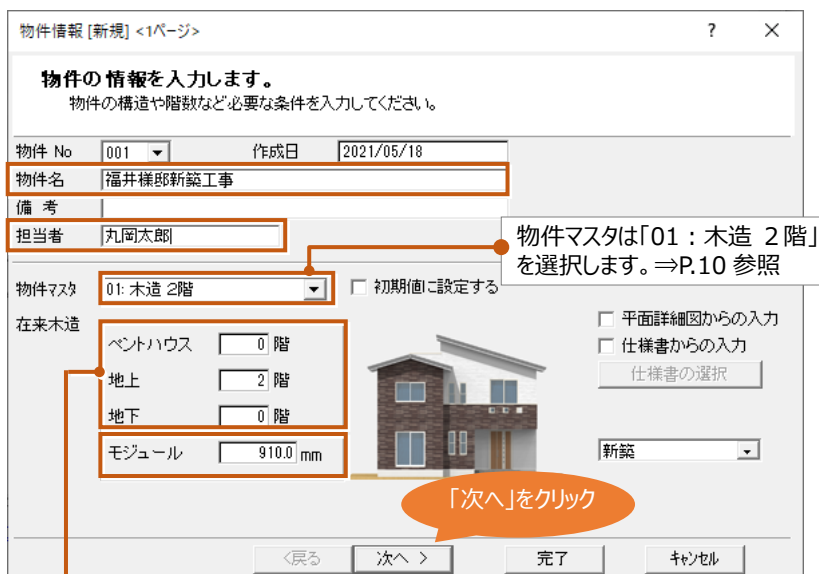 物件情報 [新規] <1ページ> ? ×
物件の情報を入力します。
物件の構造や階数など必要な条件を入力してください。
物件 No 001 作成日 2021/05/18
物件名 福井様邸新築工事
備 考
担当者 丸岡太郎
物件マスタは「01：木造 2階」
を選択します。⇒P.10 参照
物件マスタ 01: 木造 2階 初期値に設定する
在来木造
平面詳細図からの入力
ペントハウス 0 階
仕様書からの入力
地上 2 階
仕様書の選択
地下 0 階
モジュール 910.0 mm
新築
「次へ」をクリック
<戻る 次へ > 完了 キャンセル